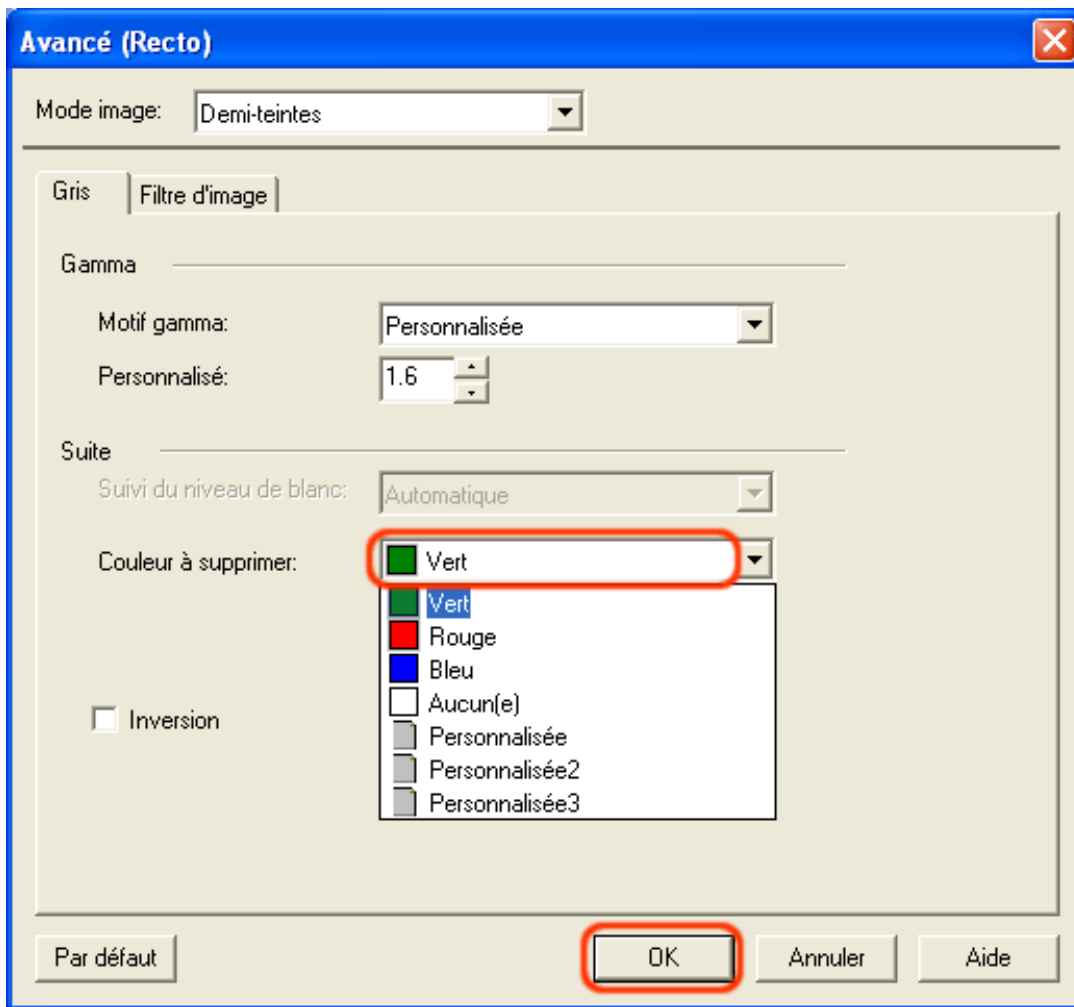 Avancé (Recto)
Mode image: Demi-teintes
Gris Filtre d'image
Gamma
Motif gamma: Personnalisée
Personnalisé: 1.6
Suite
Suivi du niveau de blanc: Automatique
Couleur à supprimer: Vert
Vert
Rouge
Bleu
Aucun(e)
Inversion
Personnalisée
Personnalisée2
Personnalisée3
Par défaut OK Annuler Aide